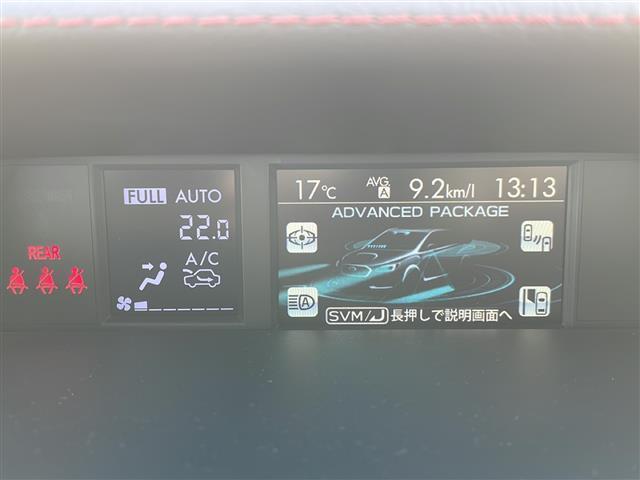 REAR
FULL AUTO
22.0
A/C
17℃ AVG. A 9.2km/l 13:13
ADVANCED PACKAGE
A
SVM/ 長押しで説明画面へ